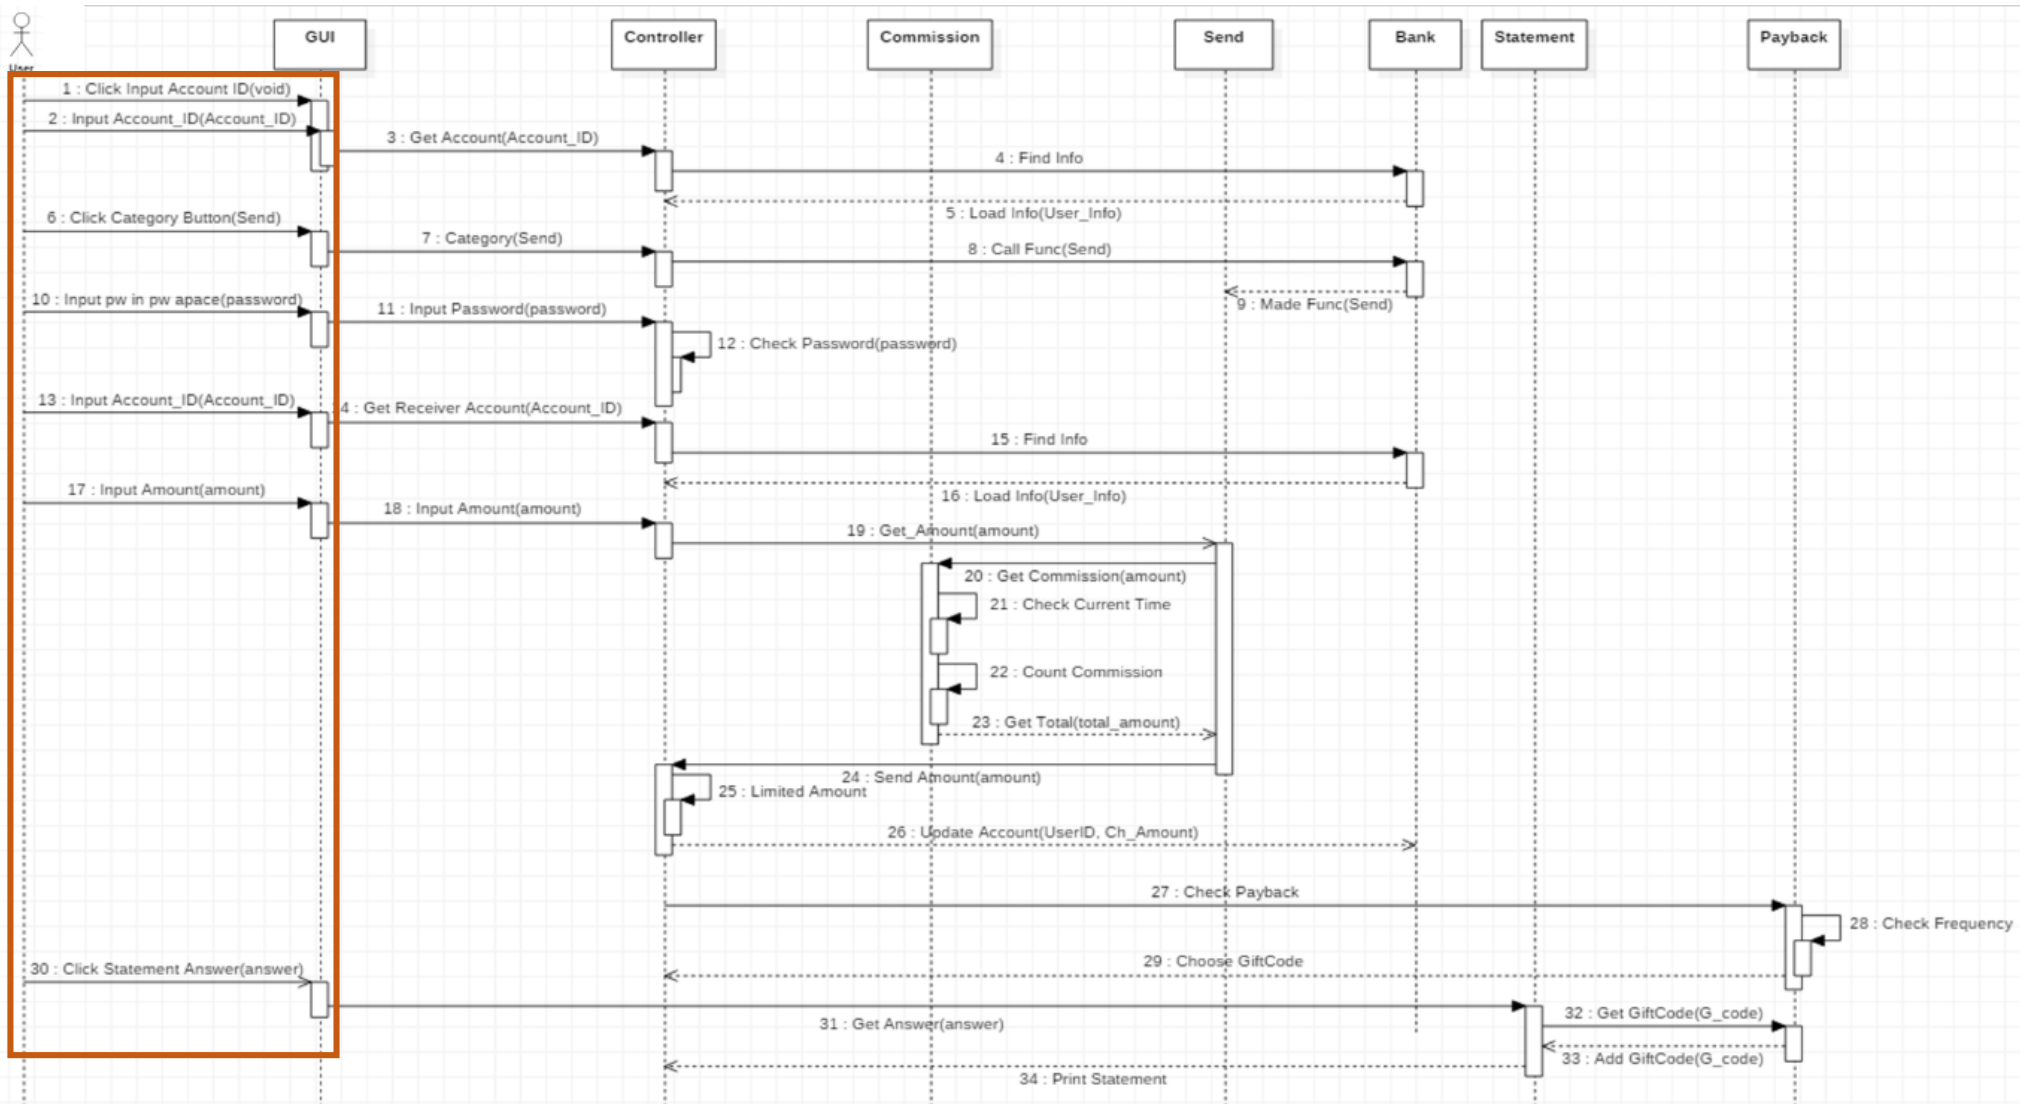 User
GUI
Controller
Commission
Send
Bank
Statement
Payback
1 : Click Input Account ID(void)
2 : Input Account_ID(Account_ID)
3 : Get Account(Account_ID)
4 : Find Info
5 : Load Info(User_Info)
6 : Click Category Button(Send)
7 : Category(Send)
8 : Call Func(Send)
9 : Made Func(Send)
10 : Input pw in pw apace(password)
11 : Input Password(password)
12 : Check Password(password)
13 : Input Account_ID(Account_ID)
4 : Get Receiver Account(Account_ID)
15 : Find Info
16 : Load Info(User_Info)
17 : Input Amount(amount)
18 : Input Amount(amount)
19 : Get_Amount(amount)
20 : Get Commission(amount)
21 : Check Current Time
22 : Count Commission
23 : Get Total(total_amount)
24 : Send Amount(amount)
25 : Limited Amount
26 : Update Account(UserID, Ch_Amount)
27 : Check Payback
28 : Check Frequency
29 : Choose GiftCode
30 : Click Statement Answer(answer)
31 : Get Answer(answer)
32 : Get GiftCode(G_code)
33 : Add GiftCode(G_code)
34 : Print Statement